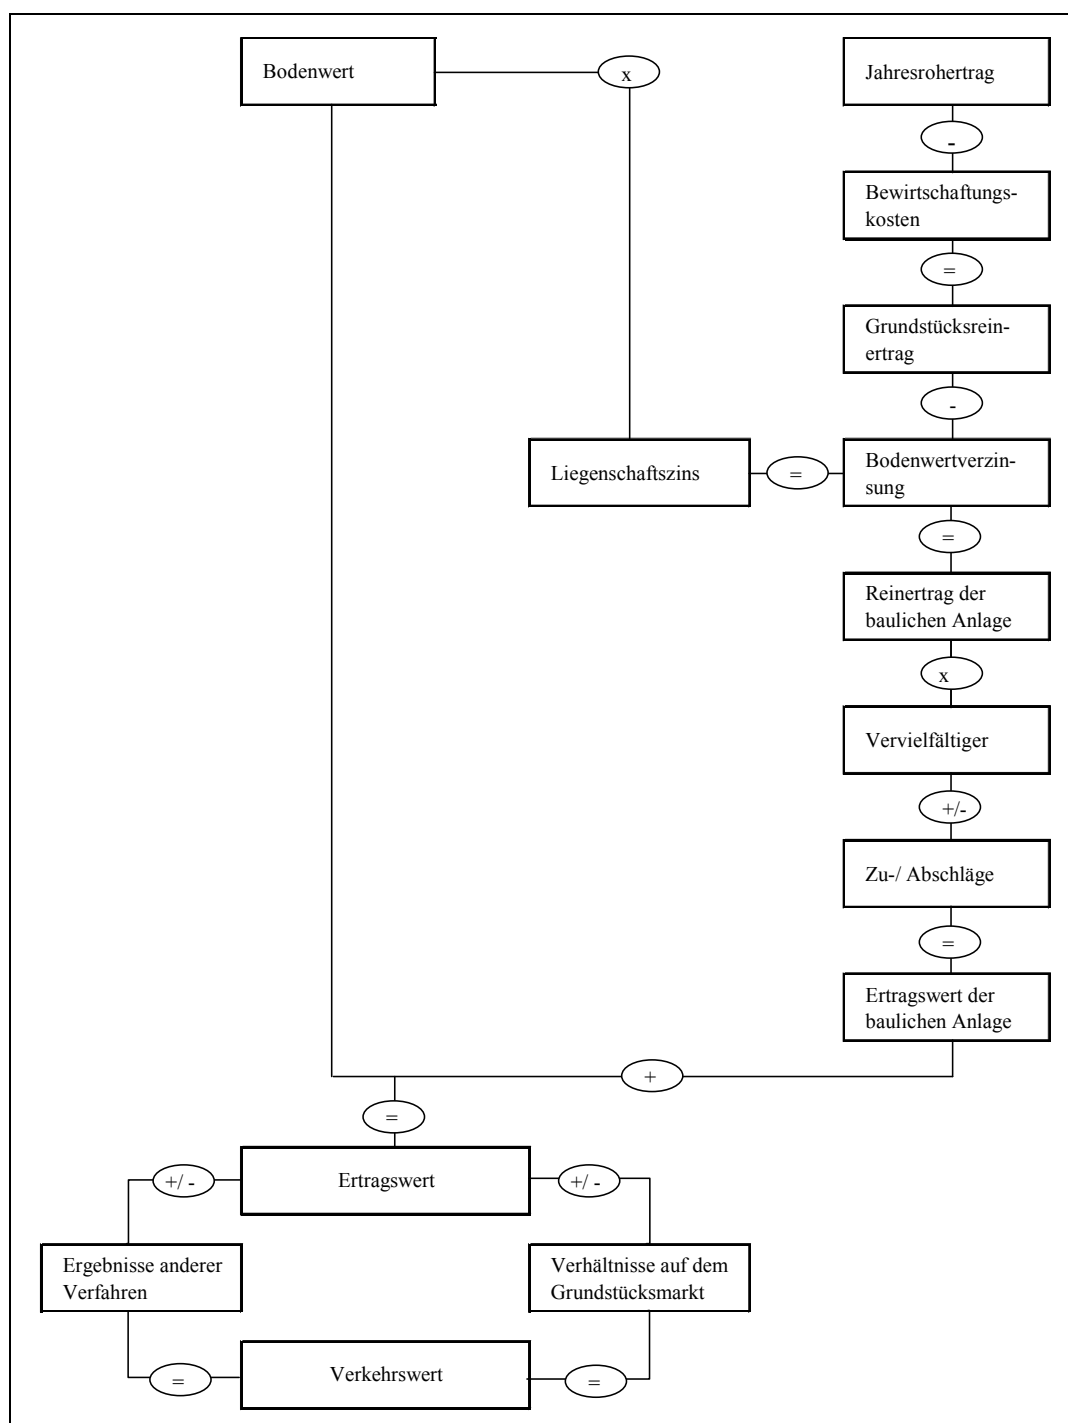 Bodenwert
x
Jahresrohertrag
-
Bewirtschaftungs-
kosten
=
Grundstücksrein-
ertrag
-
Liegenschaftszins
=
Bodenwertverzin-
sung
=
Reinertrag der
baulichen Anlage
x
Vervielfältiger
+/-
Zu-/ Abschläge
=
Ertragswert der
baulichen Anlage
+
=
+/ -
Ertragswert
+/ -
Ergebnisse anderer
Verfahren
Verhältnisse auf dem
Grundstücksmarkt
=
Verkehrswert
=